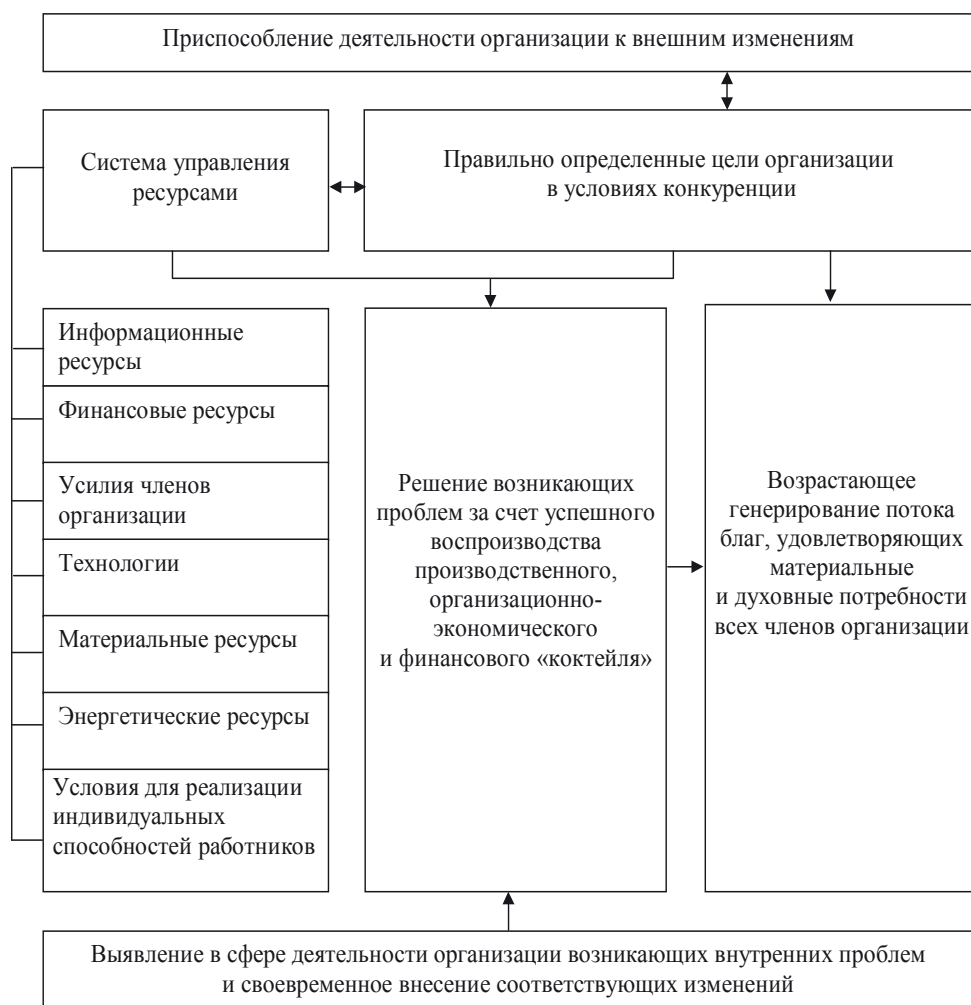 Приспособление деятельности организации к внешним изменениям
Система управления
ресурсами
Правильно определенные цели организации
в условиях конкуренции
Информационные
ресурсы
Финансовые ресурсы
Усилия членов
организации
Технологии
Материальные ресурсы
Энергетические ресурсы
Условия для реализации
индивидуальных
способностей работников
Решение возникающих
проблем за счет успешного
воспроизводства
производственного,
организационно-
экономического
и финансового «коктейля»
Возрастающее
генерирование потока
благ, удовлетворяющих
материальные
и духовные потребности
всех членов организации
Выявление в сфере деятельности организации возникающих внутренних проблем
и своевременное внесение соответствующих изменений